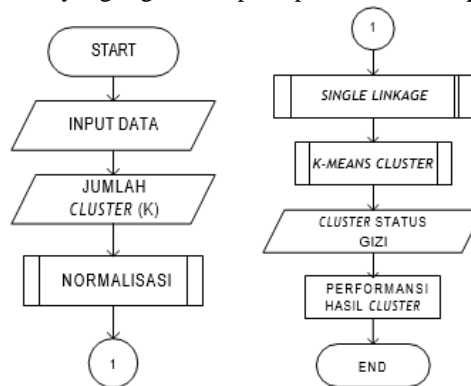 START
INPUT DATA
JUMLAH
CLUSTER (K)
NORMALISASI
1
1
SINGLE LINKAGE
K-MEANS CLUSTER
CLUSTER STATUS
GIZI
PERFORMANSI
HASIL CLUSTER
END